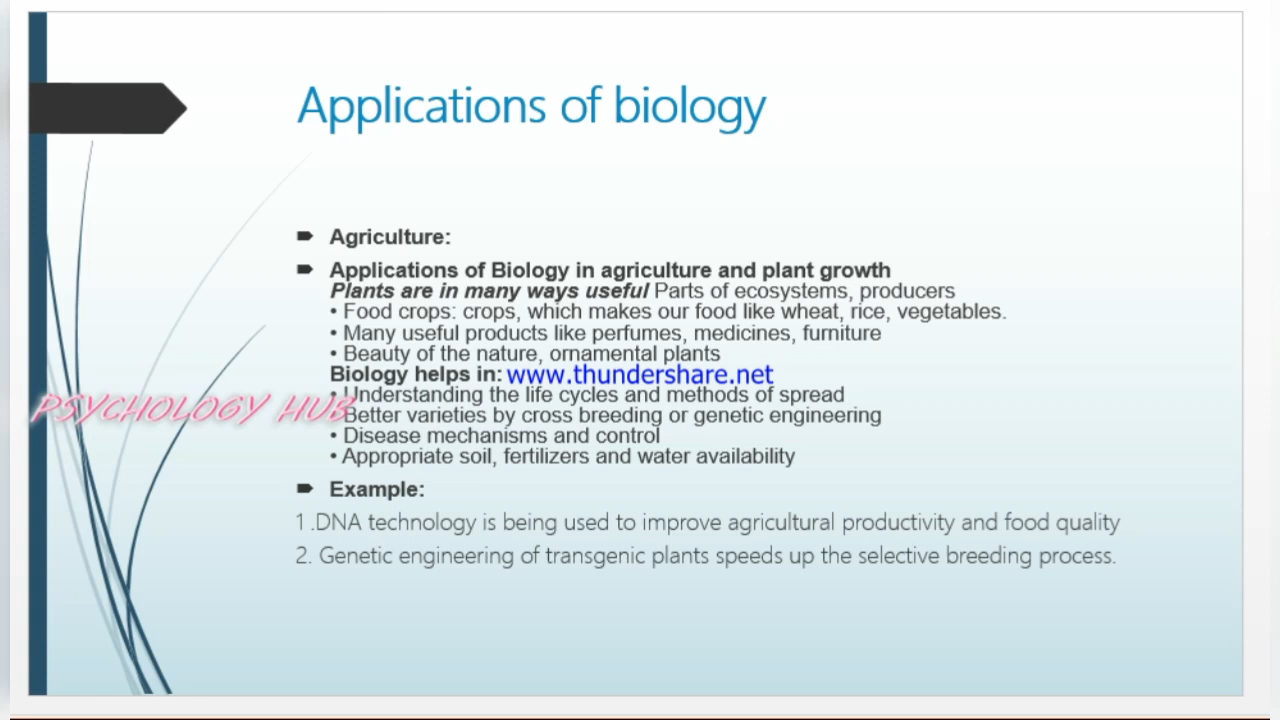 Applications of biology
Agriculture:
Applications of Biology in agriculture and plant growth
Plants are in many ways useful Parts of ecosystems, producers
• Food crops: crops, which makes our food like wheat, rice, vegetables.
• Many useful products like perfumes, medicines, furniture
• Beauty of the nature, ornamental plants
Biology helps in: www.thundershare.net
• Understanding the life cycles and methods of spread
PSYCHOLOGY HUB
Better varieties by cross breeding or genetic engineering
• Disease mechanisms and control
• Appropriate soil, fertilizers and water availability
Example:
1 .DNA technology is being used to improve agricultural productivity and food quality
2. Genetic engineering of transgenic plants speeds up the selective breeding process.